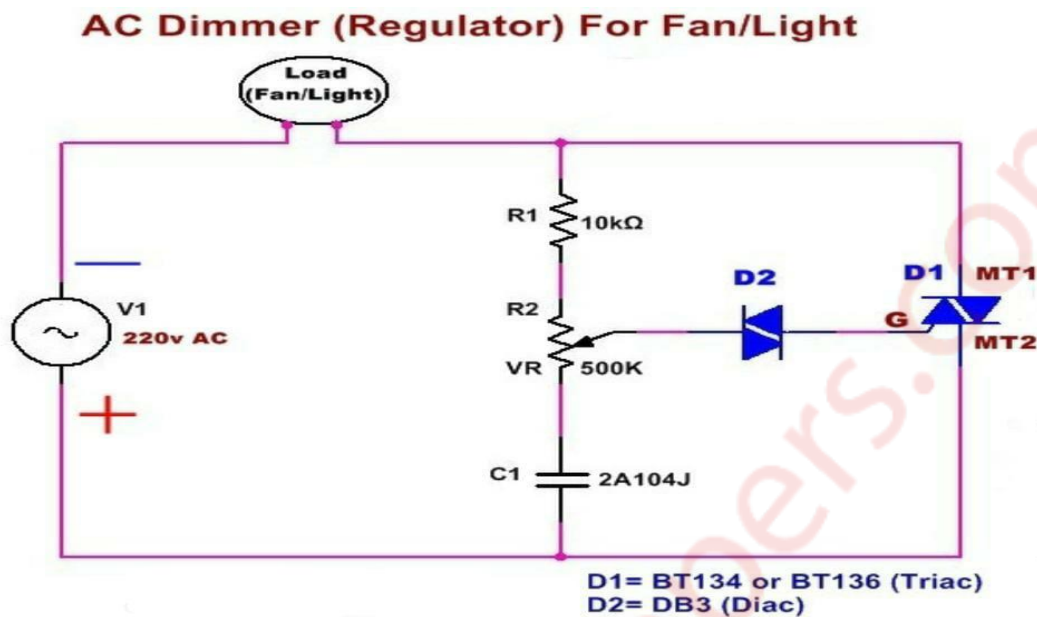 AC Dimmer (Regulator) For Fan/Light
Load
(Fan/Light)
R1
10kΩ
D2
D1
MT1
V1
220v AC
R2
G
MT2
VR
500K
C1
2A104J
D1= BT134 or BT136 (Triac)
D2= DB3 (Diac)